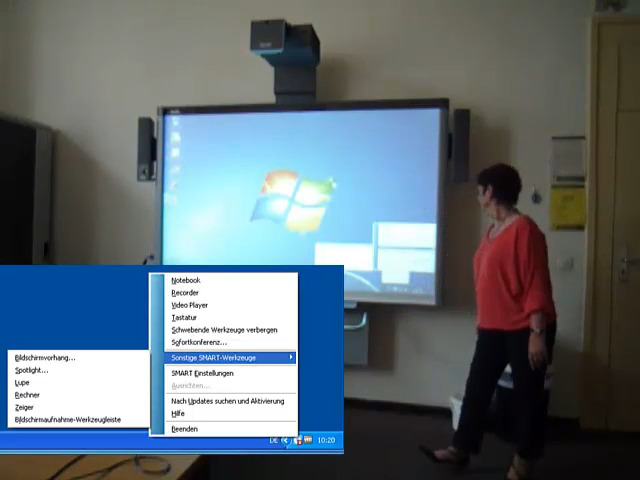 Notebook
Recorder
Video Player
Tastatur
Schwebende Werkzeuge verbergen
Sofortkonferenz...
Sonstige SMART-Werkzeuge
SMART Einstellungen
Ausrichten...
Nach Updates suchen und Aktivierung
Hilfe
Beenden
Bildschirmvorhang...
Spotlight...
Lupe
Rechner
Zeiger
Bildschirmaufnahme-Werkzeugleiste
DE
10:20